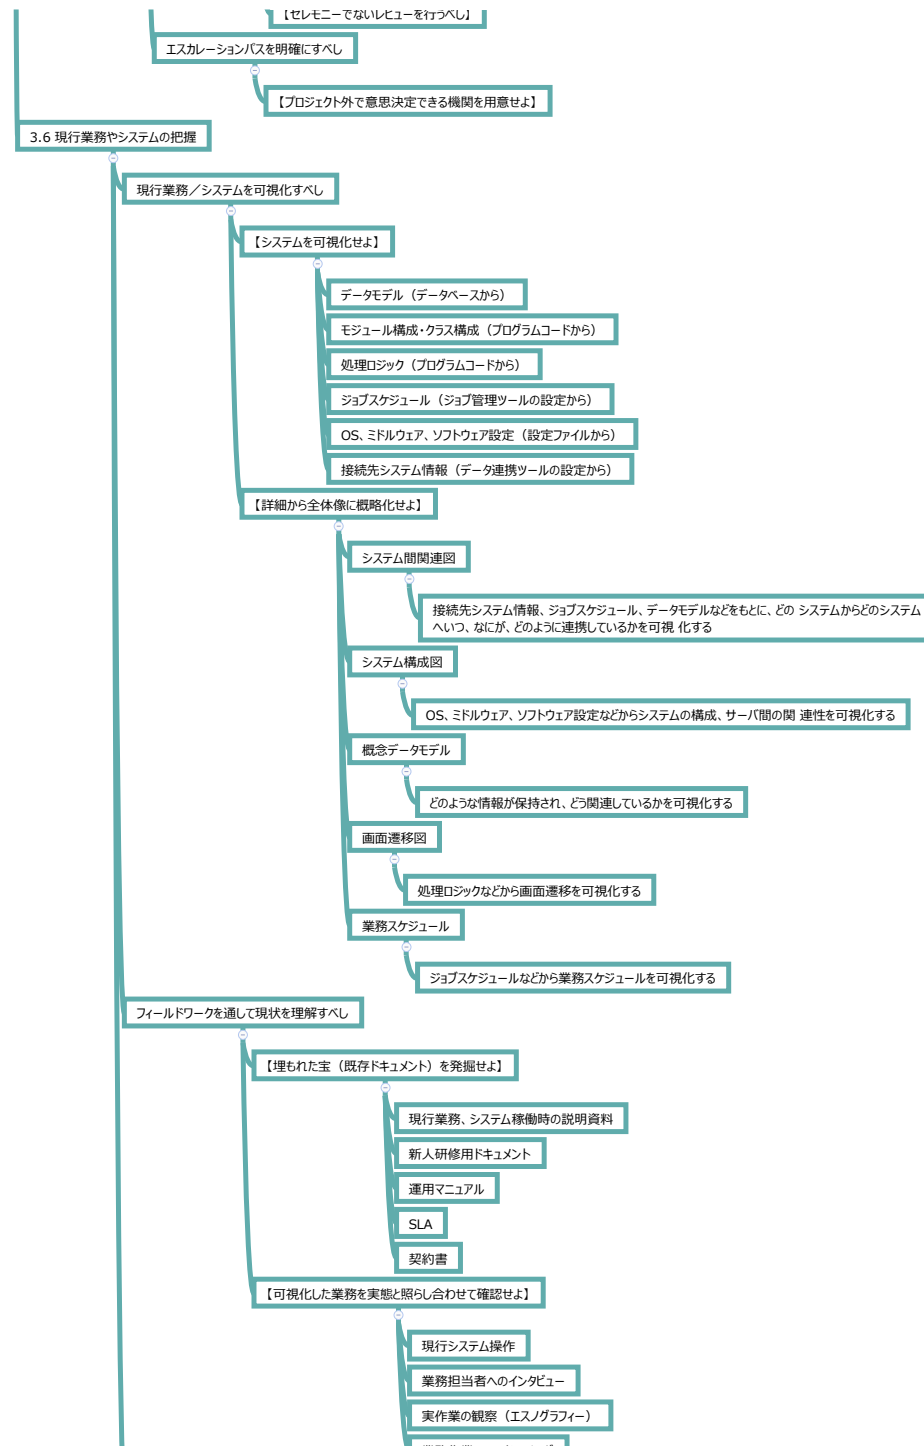 【セレモニーでないレビューを行うべし】
エスカレーションパスを明確にすべし
【プロジェクト外で意思決定できる機関を用意せよ】
3.6 現行業務やシステムの把握
現行業務／システムを可視化すべし
【システムを可視化せよ】
データモデル（データベースから）
モジュール構成・クラス構成（プログラムコードから）
処理ロジック（プログラムコードから）
ジョブスケジュール（ジョブ管理ツールの設定から）
OS、ミドルウェア、ソフトウェア設定（設定ファイルから）
接続先システム情報（データ連携ツールの設定から）
【詳細から全体像に概略化せよ】
システム間関連図
接続先システム情報、ジョブスケジュール、データモデルなどをもとに、どの システムからどのシステム
へいつ、なにが、どのように連携しているかを可視 化する
システム構成図
OS、ミドルウェア、ソフトウェア設定などからシステムの構成、サーバ間の関 連性を可視化する
概念データモデル
どのような情報が保持され、どう関連しているかを可視化する
画面遷移図
処理ロジックなどから画面遷移を可視化する
業務スケジュール
ジョブスケジュールなどから業務スケジュールを可視化する
フィールドワークを通して現状を理解すべし
【埋もれた宝（既存ドキュメント）を発掘せよ】
現行業務、システム稼働時の説明資料
新人研修用ドキュメント
運用マニュアル
SLA
契約書
【可視化した業務を実態と照らし合わせて確認せよ】
現行システム操作
業務担当者へのインタビュー
実作業の観察（エスノグラフィー）